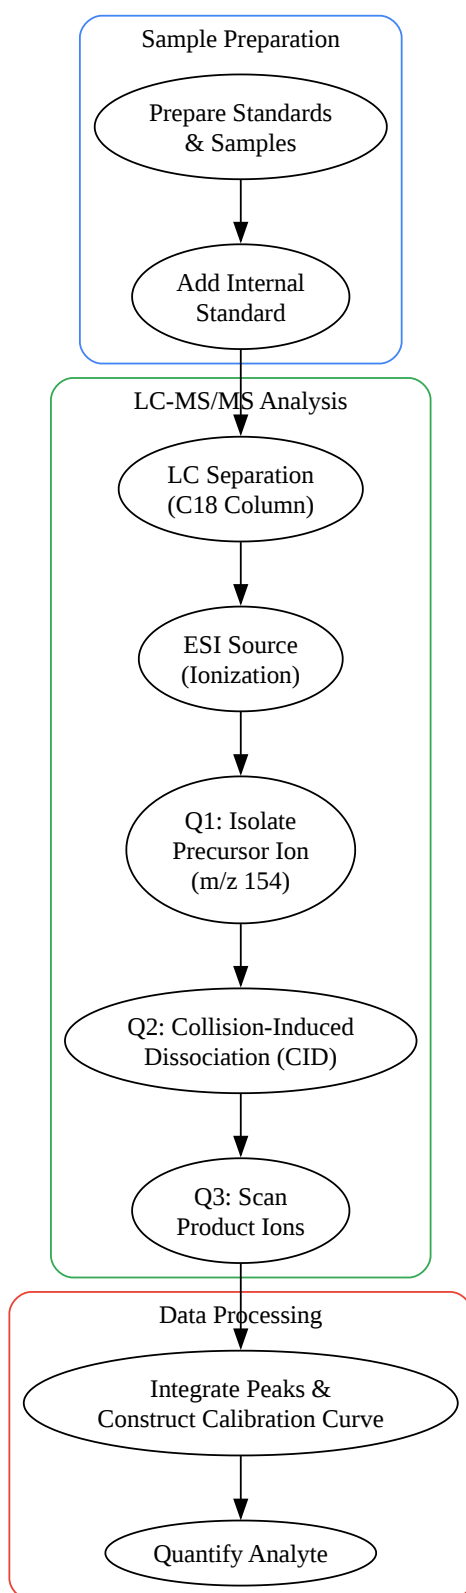 Sample Preparation
Prepare Standards
& Samples
Add Internal
Standard
LC-MS/MS Analysis
LC Separation
(C18 Column)
ESI Source
(Ionization)
Q1: Isolate
Precursor Ion
(m/z 154)
Q2: Collision-Induced
Dissociation (CID)
Q3: Scan
Product Ions
Data Processing
Integrate Peaks &
Construct Calibration Curve
Quantify Analyte